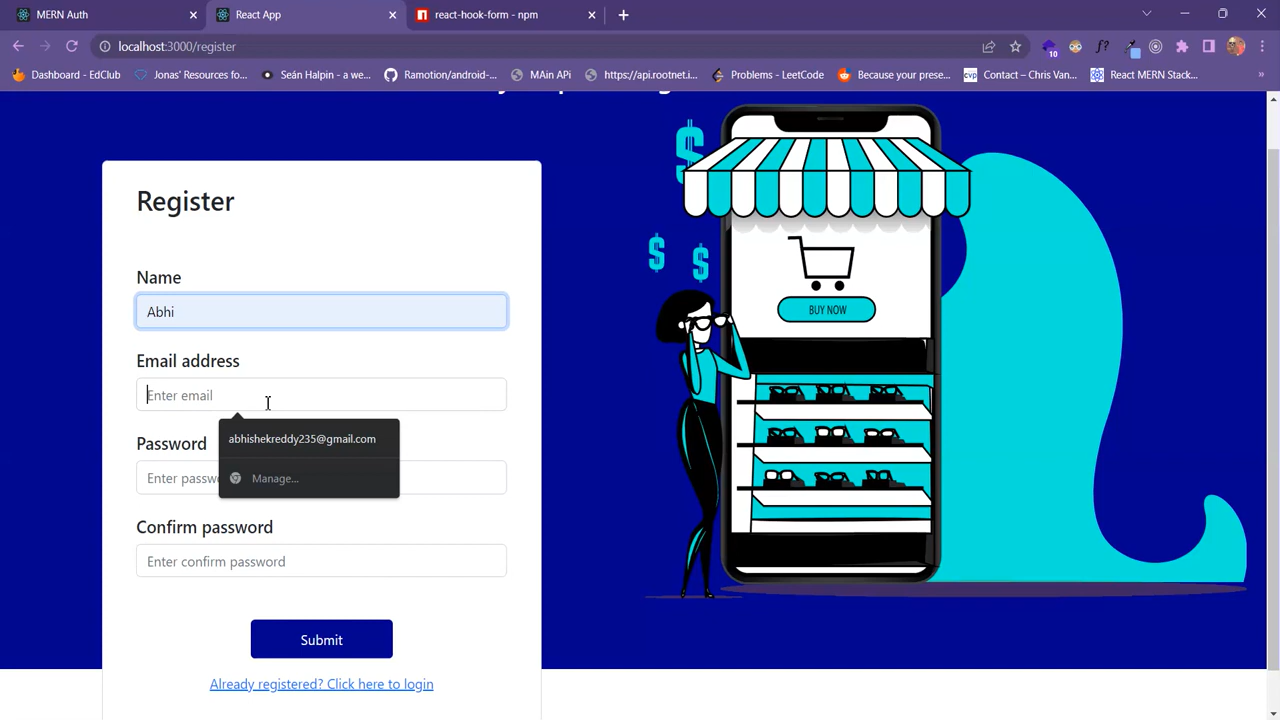 MERN Auth
React App
react-hook-form - npm
localhost:3000/register
10
f?
Dashboard - EdClub
Jonas' Resources fo...
Seán Halpin - a we...
Ramotion/android-...
MAin APi
https://api.rootnet.i...
Problems - LeetCode
Because your prese...
cvp
Contact – Chris Van...
React MERN Stack...
»
Register
Name
Abhi
Email address
Enter email
abhishekreddy235@gmail.com
Manage...
Password
Enter passw
Confirm password
Enter confirm password
Submit
Already registered? Click here to login
$
$ $
BUY NOW